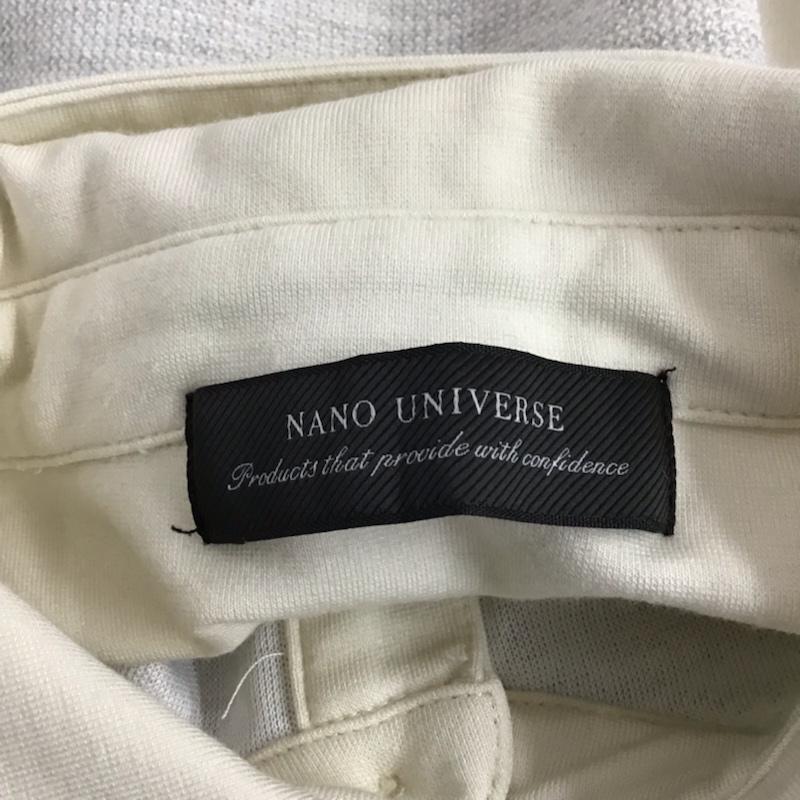 NANO UNIVERSE
Products that provide with confidence